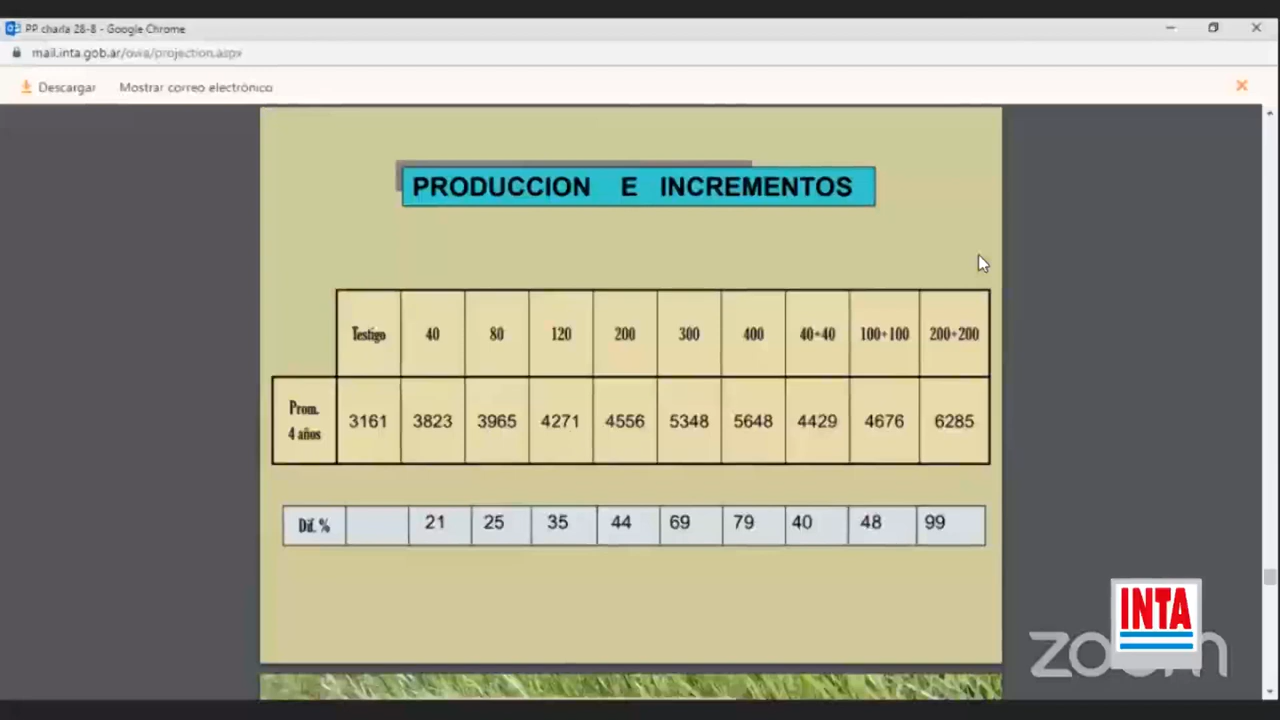 PP charla 28-8 - Google Chrome
mail.inta.gob.ar/owa/projection.aspx
Descargar Mostrar correo electrónico
PRODUCCION E INCREMENTOS
Testigo 40 80 120 200 300 400 40+40 100+100 200+200
Prom.
4 años 3161 3823 3965 4271 4556 5348 5648 4429 4676 6285
Dif. % 21 25 35 44 69 79 40 48 99
INTA
zoom